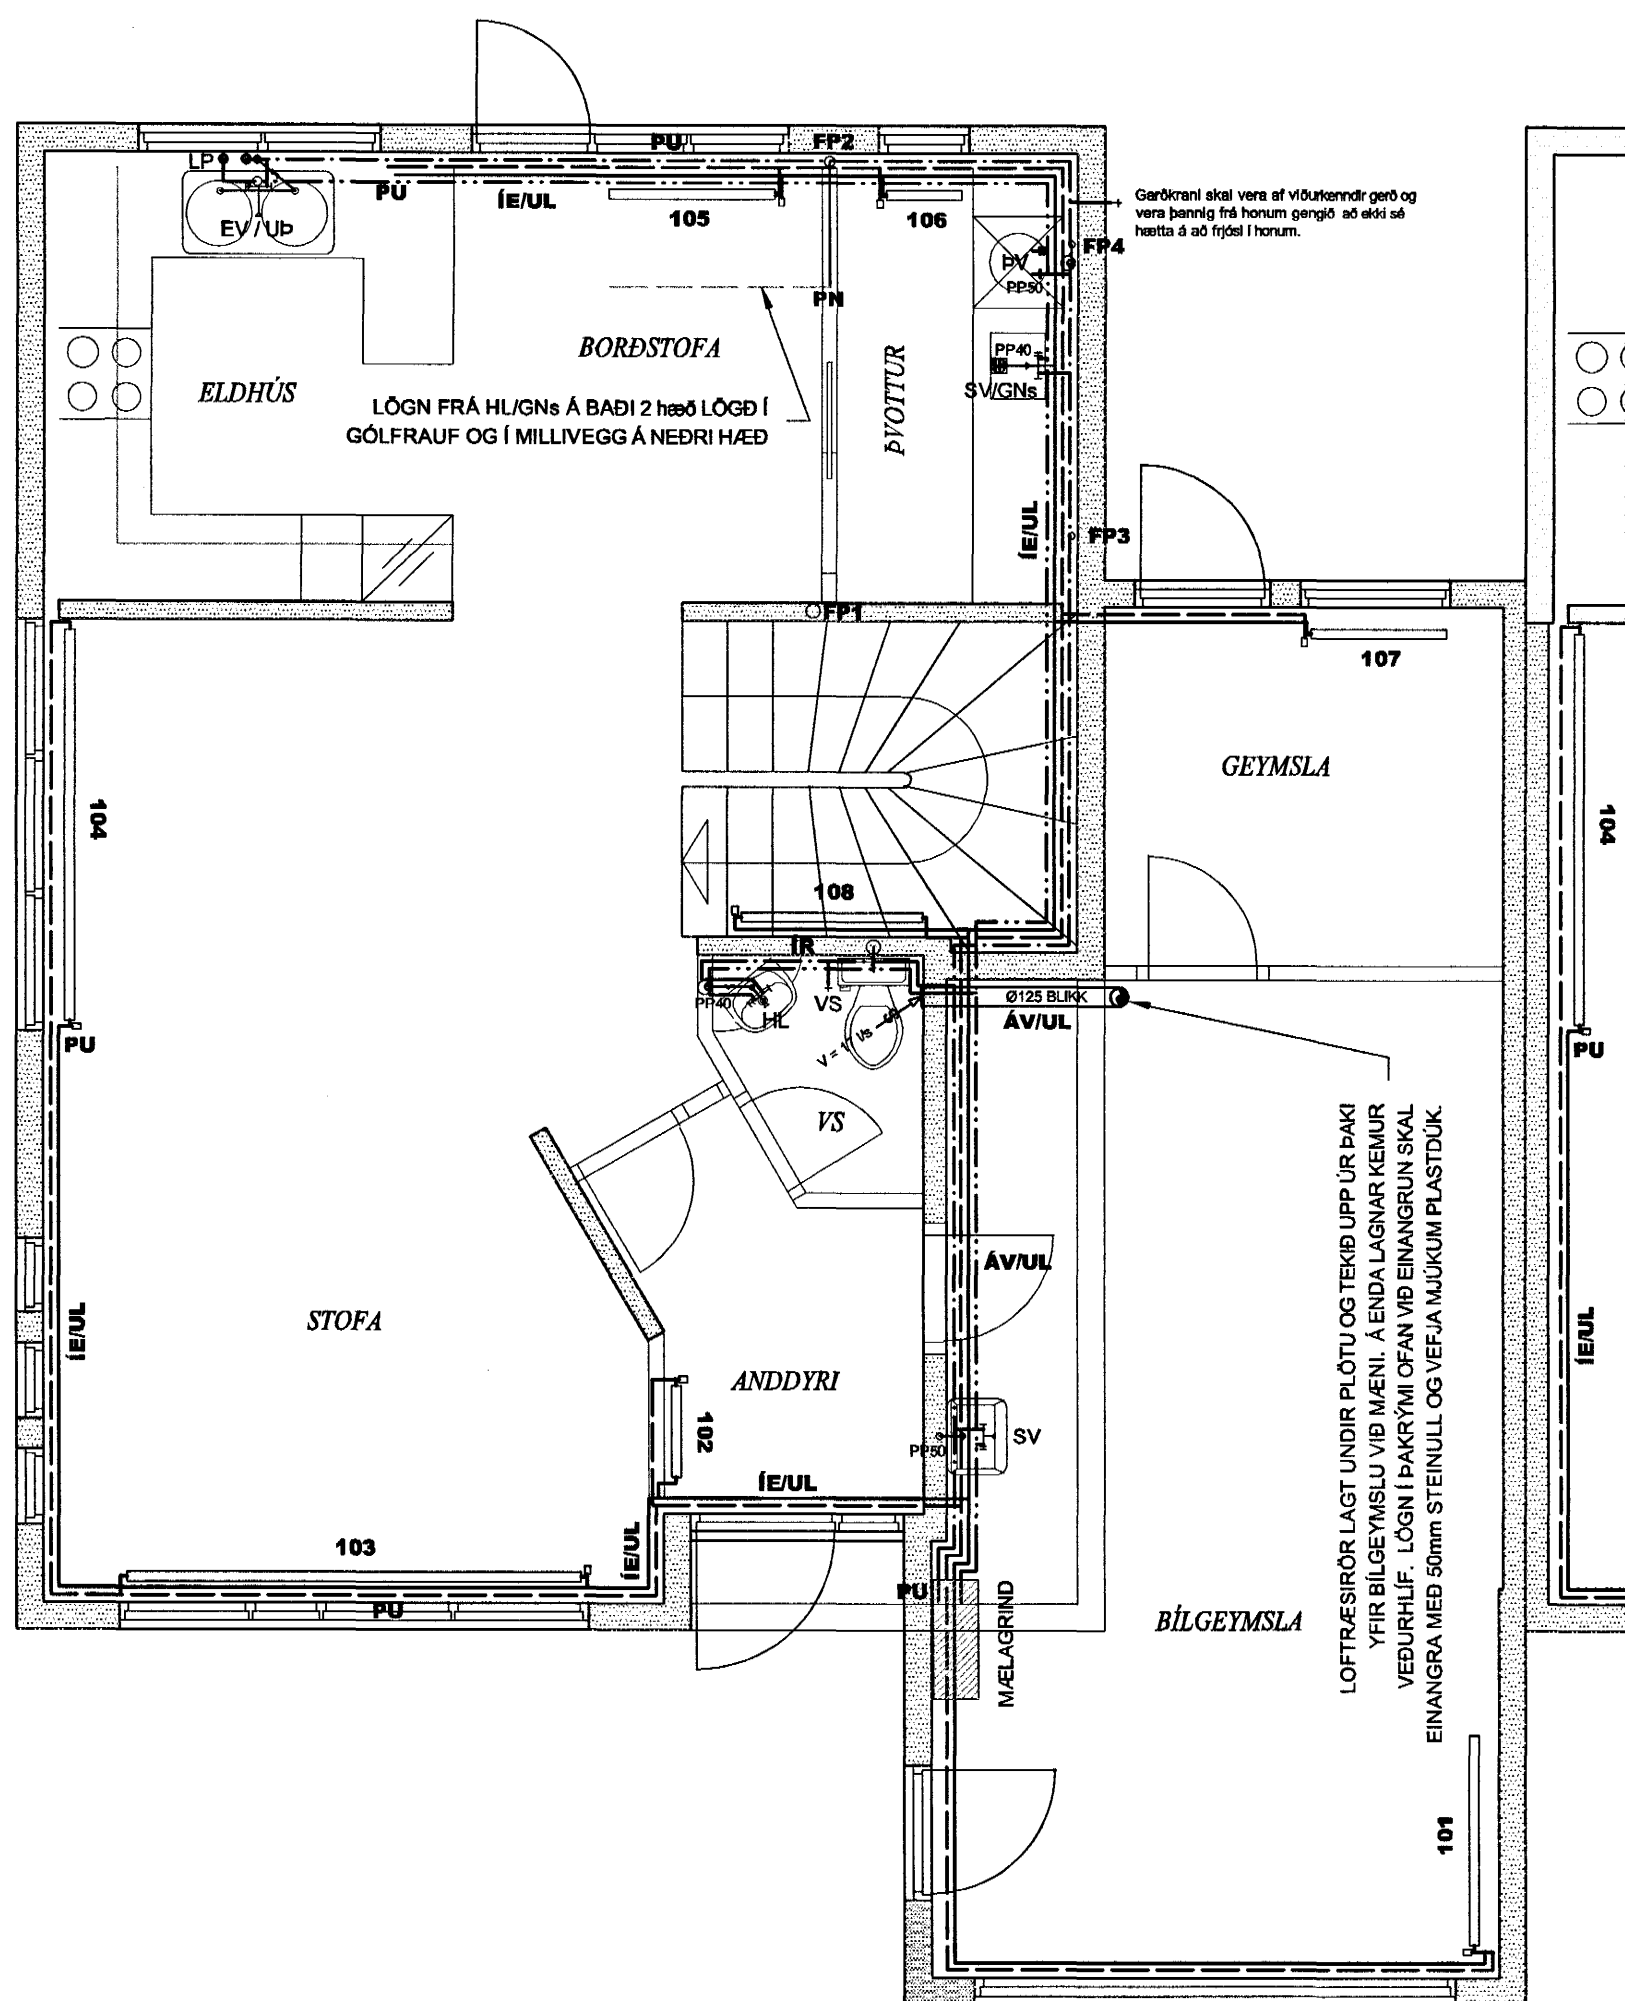 PU
FP2
LP
PU
ÍE/UL
105
106
EV / UÞ
Garðkrani skal vera af viðurkenndir gerð og
vera þannig frá honum gengið að ekki sé
hætta á að frjósi í honum.
FP4
ÞV
PP50
PN
BORÐSTOFA
ELDHÚS
ÞVOTTUR
PP40
SV/GNs
LÖGN FRÁ HL/GNs Á BAÐI 2 hæð LÖGÐ Í
GÓLFRAUF OG Í MILLIVEGG Á NEÐRI HÆÐ
ÍE/UL
FP3
FP1
107
GEYMSLA
104
104
108
ÍR
PP40
HL
VS
V = 17 l/s
Ø125 BLIKK
ÁV/UL
PU
PU
VS
LOFTRÆSIRÖR LAGT UNDIR PLÖTU OG TEKIÐ UPP ÚR ÞAKI
YFIR BÍLGEYMSLU VIÐ MÆNI. Á ENDA LAGNAR KEMUR
VEÐURHLÍF. LÖGN Í ÞAKRÝMI OFAN VIÐ EINANGRUN SKAL
EINANGRA MEÐ 50mm STEINULL OG VEFJA MJÚKUM PLASTDÚK.
ÁV/UL
ÍE/UL
STOFA
ANDDYRI
ÍE/UL
102
PP50
SV
ÍE/UL
103
ÍE/UL
PU
PU
MÆLAGRIND
BÍLGEYMSLA
101